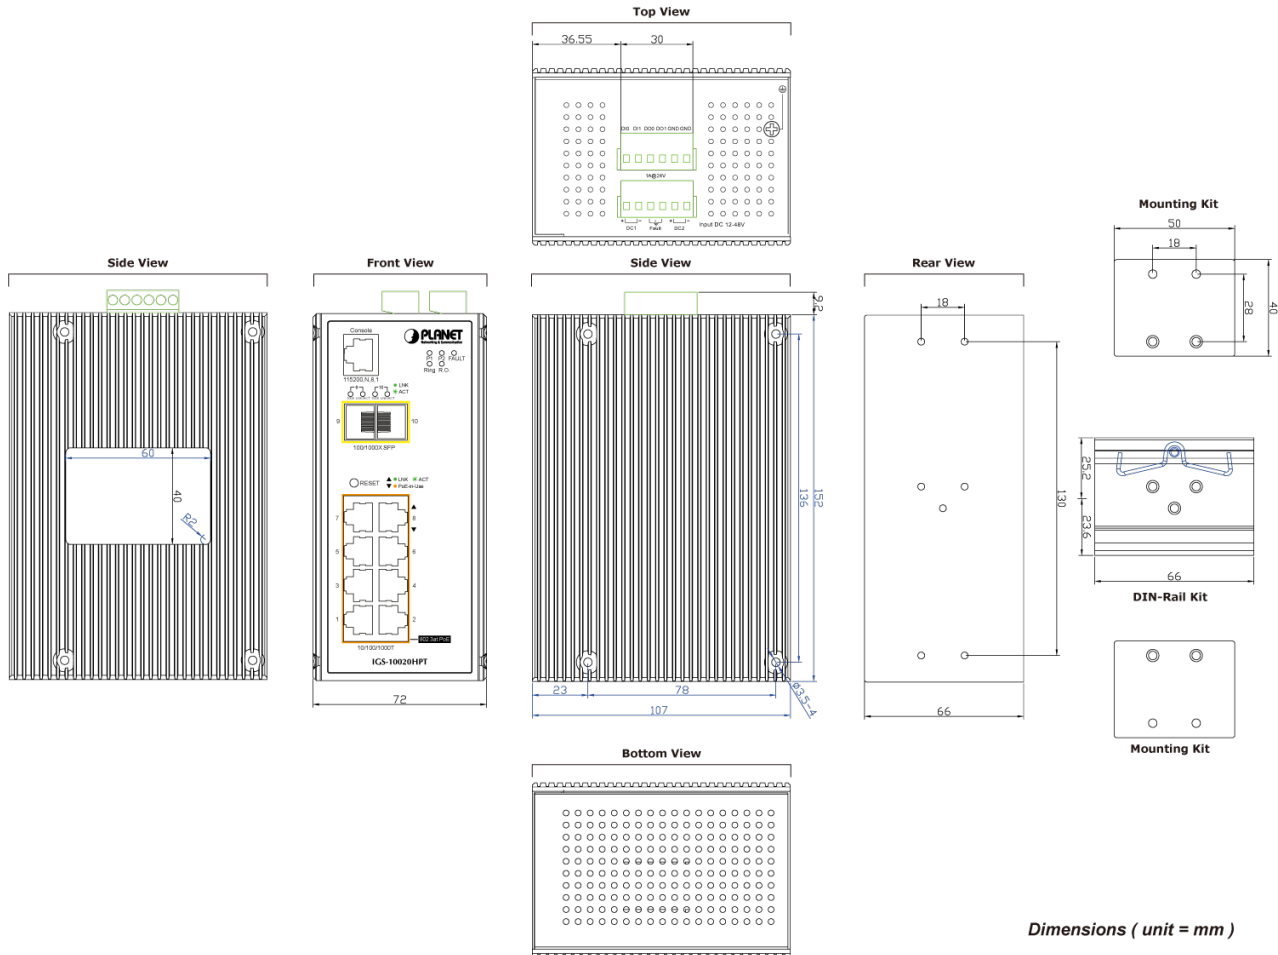 Top View
36.55
30
DI0 DI1 DO0 DO1 GND GND
1A@24V
DC1
Fault
DC2
Input DC 12-48V
Mounting Kit
50
18
28
40
Side View
60
40
R2
Front View
Console
115200,N,8,1
PLANET
Networking & Communication
FAULT
Ring
R.O.
LNK
ACT
9
10
9
10
100/1000X SFP
RESET
LNK
ACT
PoE-in-Use
7
8
5
6
3
4
1
2
802.3at PoE
10/100/1000T
IGS-10020HPT
72
Side View
9.2
136
152
23
78
107
ø3.5-4
Rear View
18
130
66
25.2
23.6
66
DIN-Rail Kit
Mounting Kit
Bottom View
Dimensions ( unit = mm )